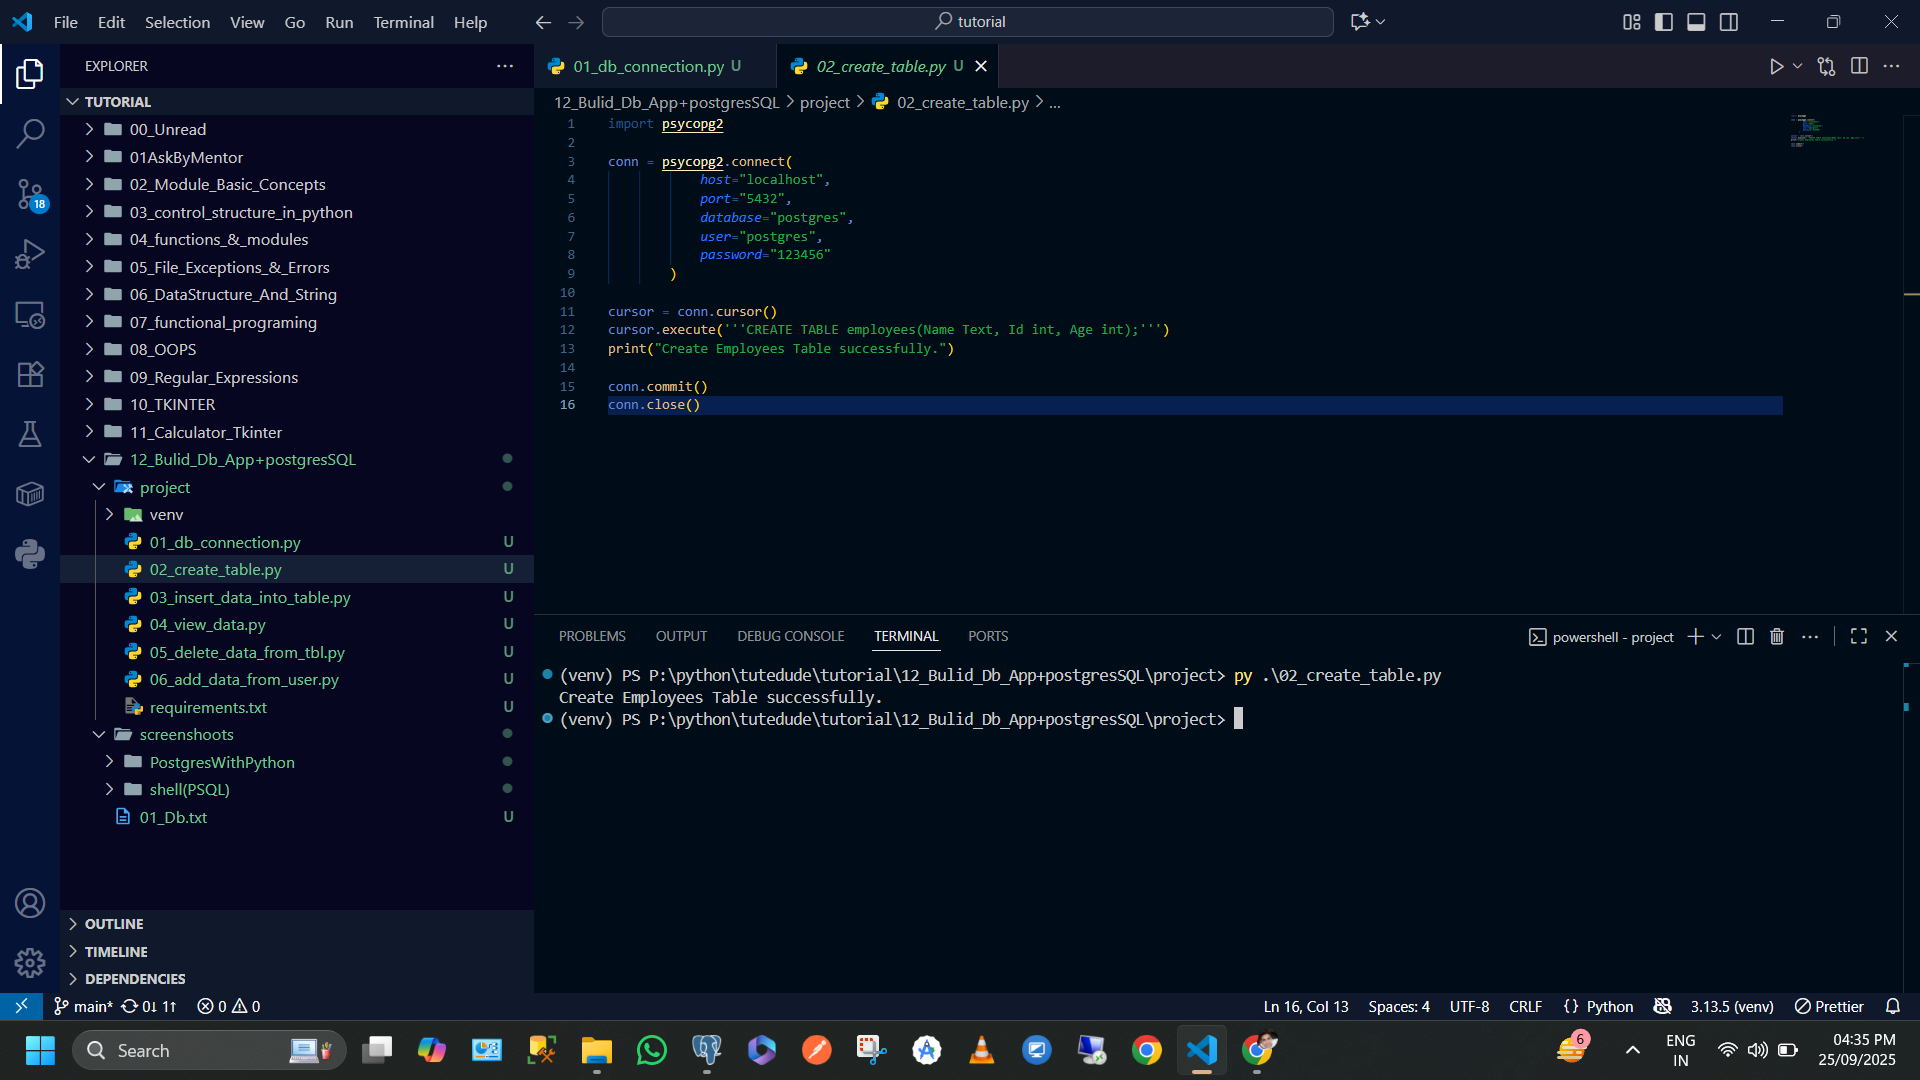 File Edit Selection View Go Run Terminal Help
tutorial
EXPLORER
TUTORIAL
00_Unread
01AskByMentor
02_Module_Basic_Concepts
03_control_structure_in_python
04_functions_&_modules
05_File_Exceptions_&_Errors
06_DataStructure_And_String
07_functional_programing
08_OOPS
09_Regular_Expressions
10_TKINTER
11_Calculator_Tkinter
12_Bulid_Db_App+postgresSQL
project
venv
01_db_connection.py U
02_create_table.py U
03_insert_data_into_table.py U
04_view_data.py U
05_delete_data_from_tbl.py U
06_add_data_from_user.py U
requirements.txt U
screenshoots
PostgresWithPython
shell(PSQL)
01_Db.txt U
OUTLINE
TIMELINE
DEPENDENCIES
18
01_db_connection.py U
02_create_table.py U
12_Bulid_Db_App+postgresSQL > project > 02_create_table.py > ...
1 import psycopg2
2
3 conn = psycopg2.connect(
4 host="localhost",
5 port="5432",
6 database="postgres",
7 user="postgres",
8 password="123456"
9 )
10
11 cursor = conn.cursor()
12 cursor.execute('''CREATE TABLE employees(Name Text, Id int, Age int);''')
13 print("Create Employees Table successfully.")
14
15 conn.commit()
16 conn.close()
PROBLEMS OUTPUT DEBUG CONSOLE TERMINAL PORTS
powershell - project
(venv) PS P:\python\tutedude\tutorial\12_Bulid_Db_App+postgresSQL\project> py .\02_create_table.py
Create Employees Table successfully.
(venv) PS P:\python\tutedude\tutorial\12_Bulid_Db_App+postgresSQL\project>
main* 0↓ 1↑ 0 0
Ln 16, Col 13 Spaces: 4 UTF-8 CRLF {} Python 3.13.5 (venv) Prettier
Search
6
ENG
IN
04:35 PM
25/09/2025